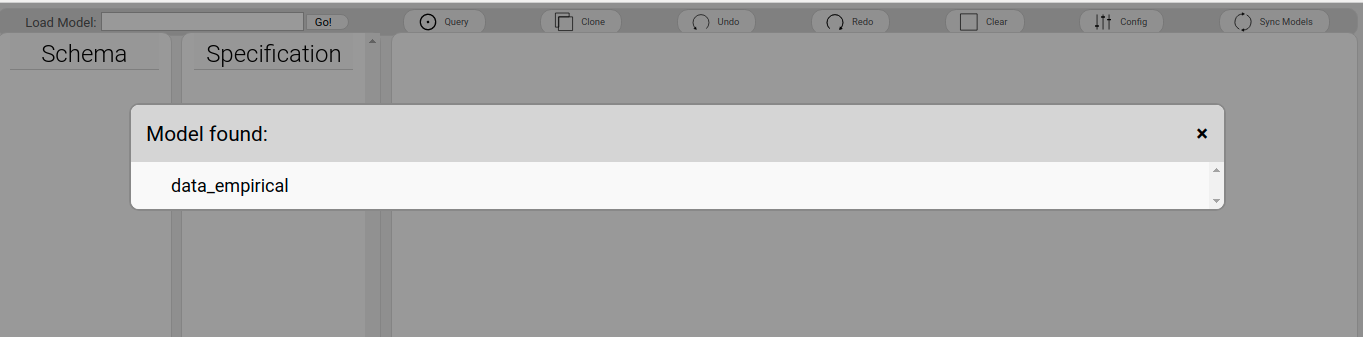 Load Model: Go! Query Clone Undo Redo Clear Config Sync Models
Schema Specification
Model found: ×
data_empirical